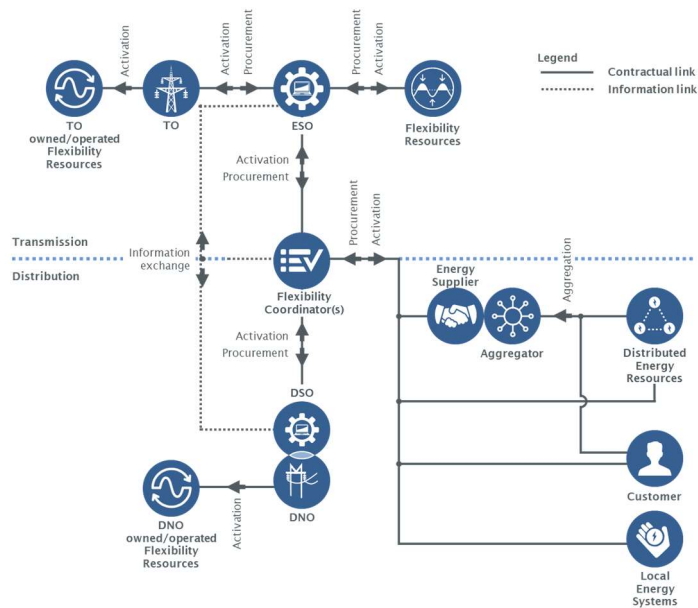 Activation
Activation
Procurement
Procurement
Activation
Legend
Contractual link
Information link
TO
owned/operated
Flexibility
Resources
TO
ESO
Flexibility
Resources
Activation
Procurement
Procurement
Activation
Transmission
Distribution
Information
exchange
Flexibility
Coordinator(s)
Energy
Supplier
Aggregation
Aggregator
Distributed
Energy
Resources
Activation
Procurement
DSO
DNO
DNO
owned/operated
Flexibility
Resources
Activation
Customer
Local
Energy
Systems